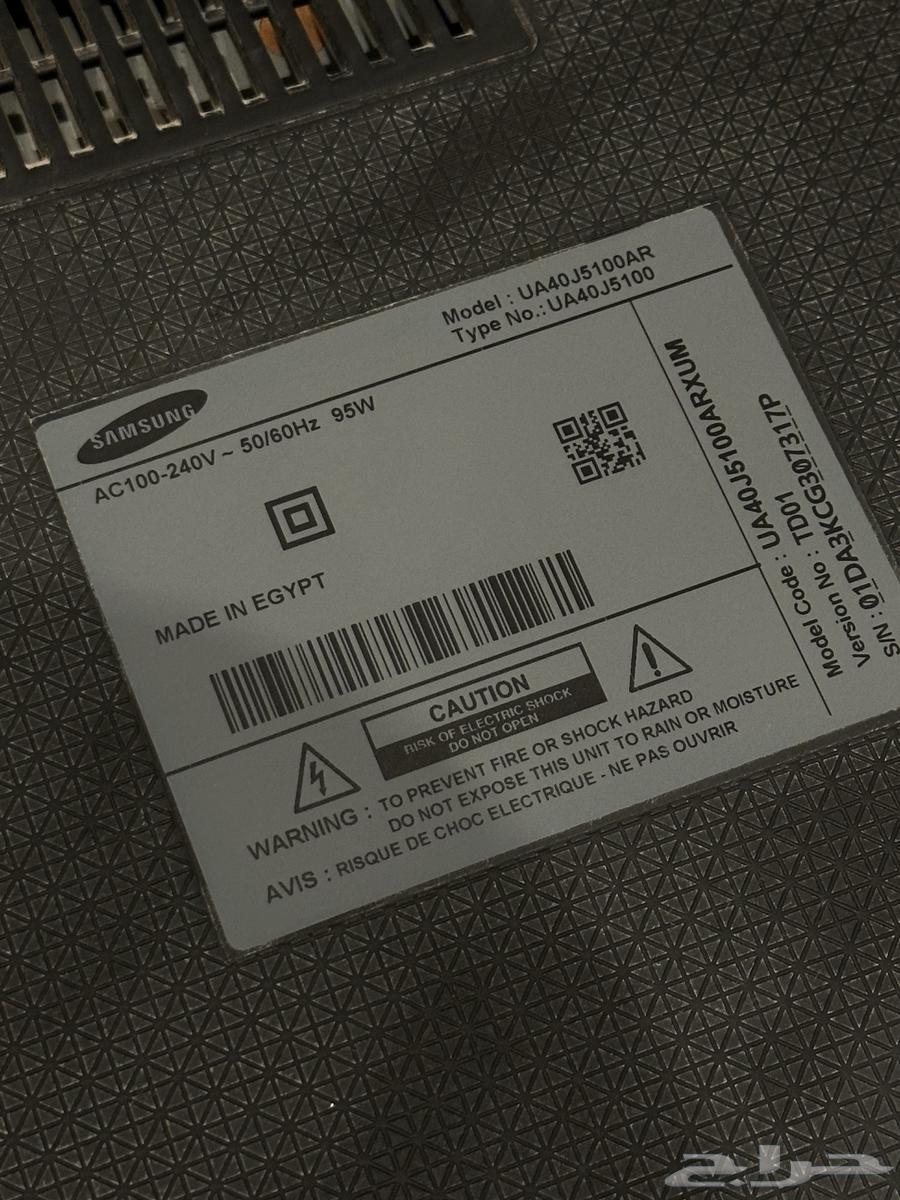 Model : UA40J5100AR
Type No.: UA40J5100
SAMSUNG
AC100-240V ~ 50/60Hz 95W
MADE IN EGYPT
Model Code : UA40J5100ARXUM
Version No : TD01
S/N : 01DA3KCG307317P
CAUTION
RISK OF ELECTRIC SHOCK
DO NOT OPEN
WARNING : TO PREVENT FIRE OR SHOCK HAZARD
DO NOT EXPOSE THIS UNIT TO RAIN OR MOISTURE
AVIS : RISQUE DE CHOC ELECTRIQUE - NE PAS OUVRIR
حراج